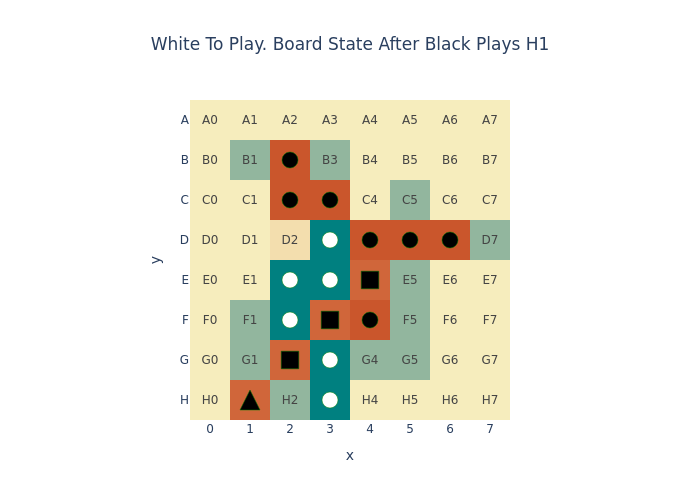 White To Play. Board State After Black Plays H1
A A0 A1 A2 A3 A4 A5 A6 A7
B B0 B1 B3 B4 B5 B6 B7
C C0 C1 C4 C5 C6 C7
D D0 D1 D2 D7
E E0 E1 E5 E6 E7
F F0 F1 F5 F6 F7
G G0 G1 G4 G5 G6 G7
H H0 H2 H4 H5 H6 H7
0 1 2 3 4 5 6 7
x
y